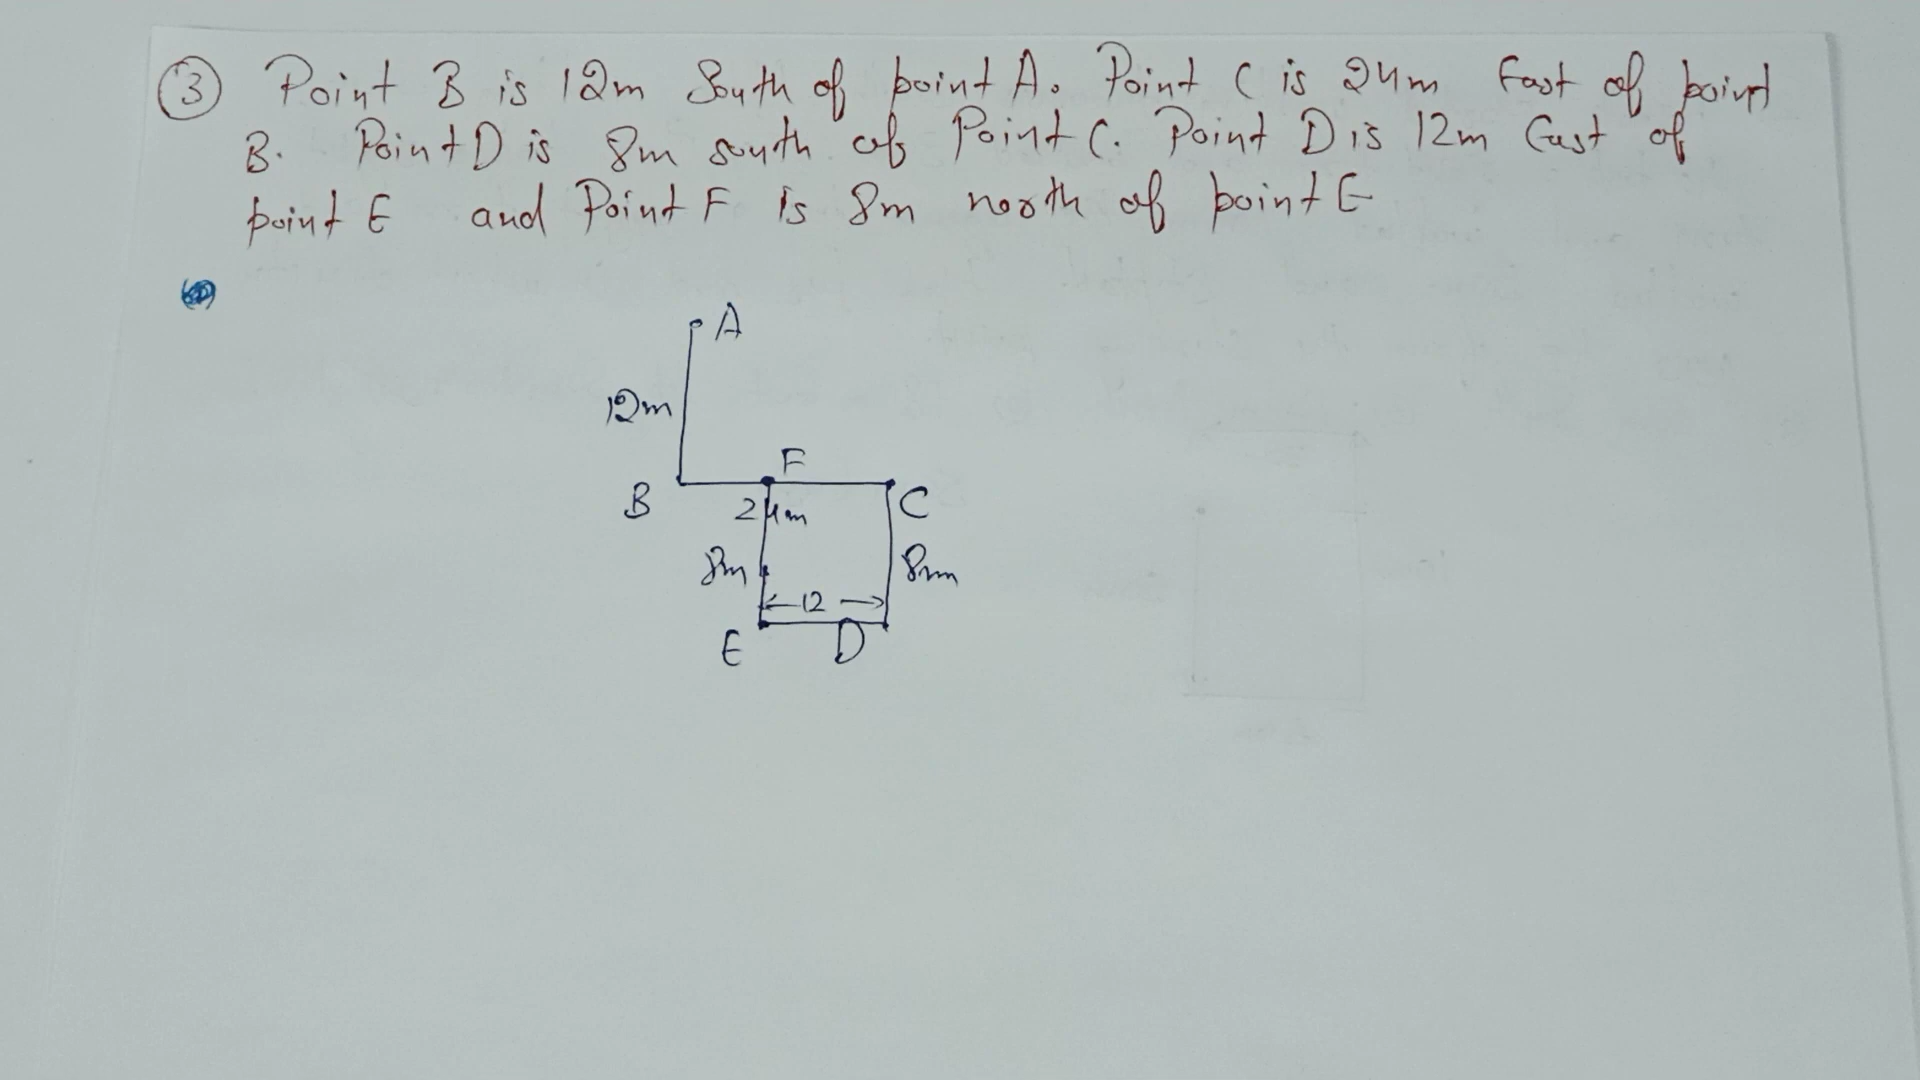 3 Point B is 12m South of point A. Point C is 24m East of point
B. Point D is 8m south of Point C. Point D is 12m East of
point E and Point F is 8m north of point E
A
12m
F
B 24m C
8m 8m
12
E D